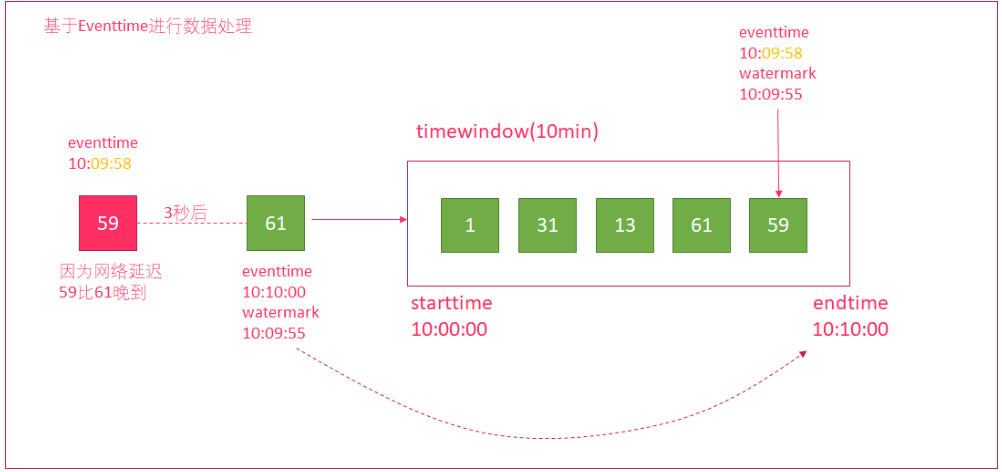 基于Eventtime进行数据处理
eventtime
10:09:58
watermark
10:09:55
timewindow(10min)
eventtime
10:09:58
59
3秒后
61
1
31
13
61
59
因为网络延迟
59比61晚到
eventtime
10:10:00
watermark
10:09:55
starttime
10:00:00
endtime
10:10:00